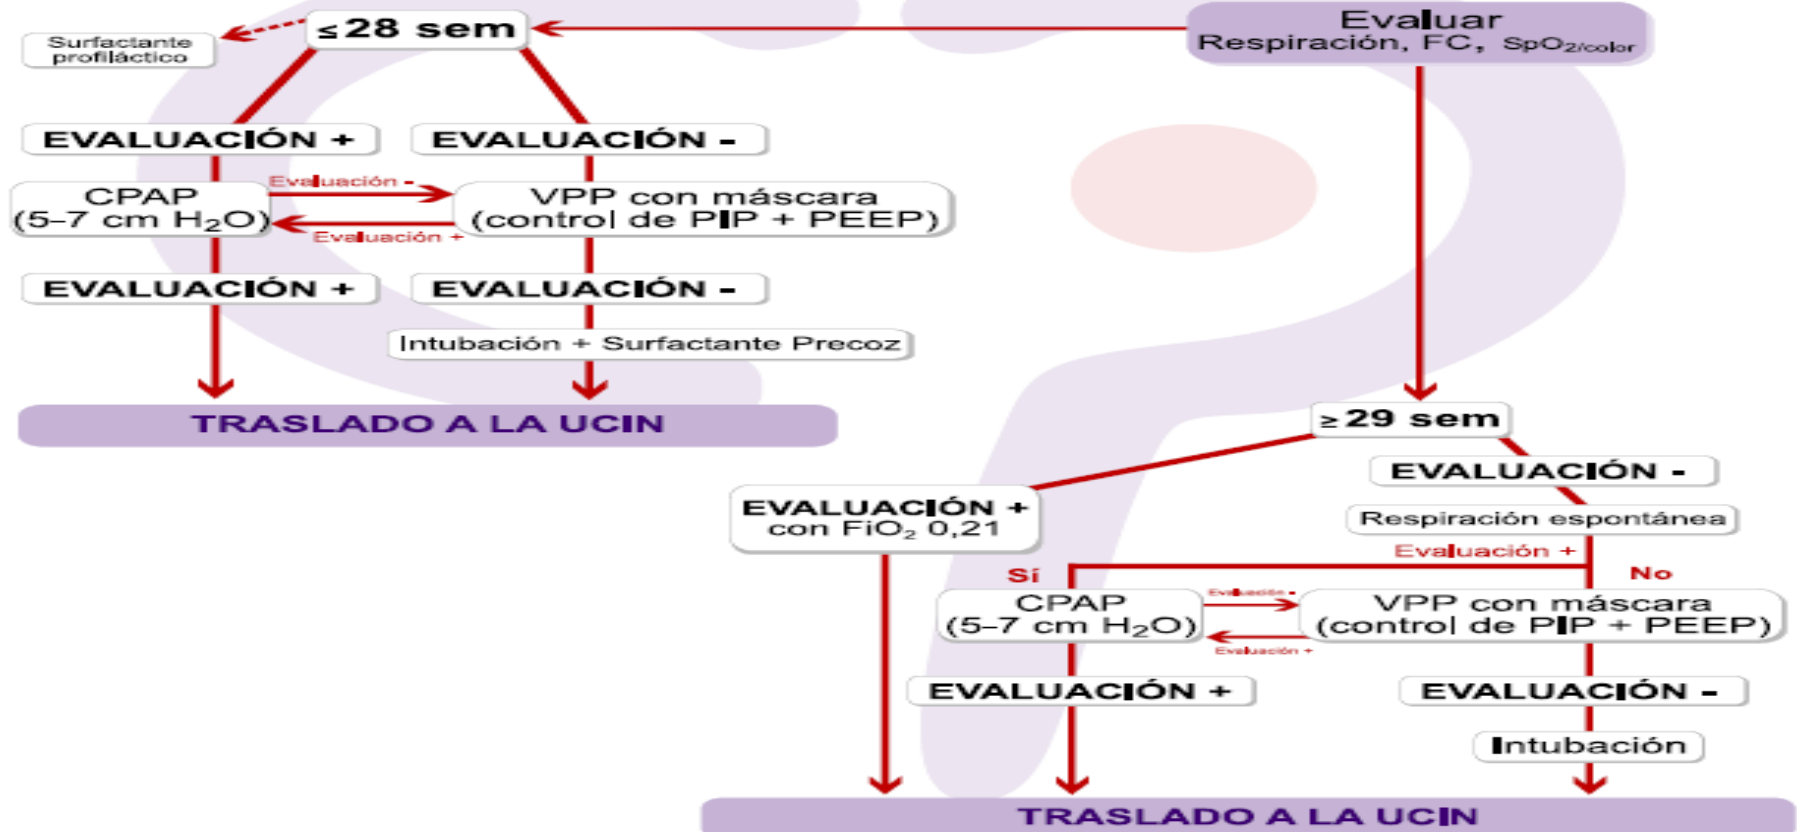 Evaluar
Respiración, FC, SpO₂/color
≤ 28 sem
Surfactante
profiláctico
EVALUACIÓN +
EVALUACIÓN -
CPAP
(5-7 cm H₂O)
Evaluación -
Evaluación +
VPP con máscara
(control de PIP + PEEP)
EVALUACIÓN +
EVALUACIÓN -
Intubación + Surfactante Precoz
TRASLADO A LA UCIN
≥ 29 sem
EVALUACIÓN +
con FiO₂ 0,21
EVALUACIÓN -
Respiración espontánea
Evaluación +
Sí
No
CPAP
(5-7 cm H₂O)
Evaluación -
Evaluación +
VPP con máscara
(control de PIP + PEEP)
EVALUACIÓN +
EVALUACIÓN -
Intubación
TRASLADO A LA UCIN